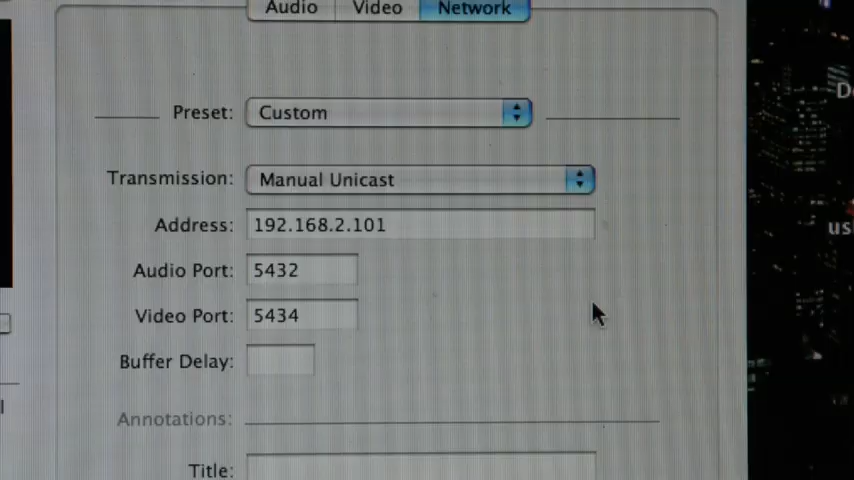 Audio Video Network
Preset: Custom
Transmission: Manual Unicast
Address: 192.168.2.101
Audio Port: 5432
Video Port: 5434
Buffer Delay:
Annotations:
Title:
D
us
l